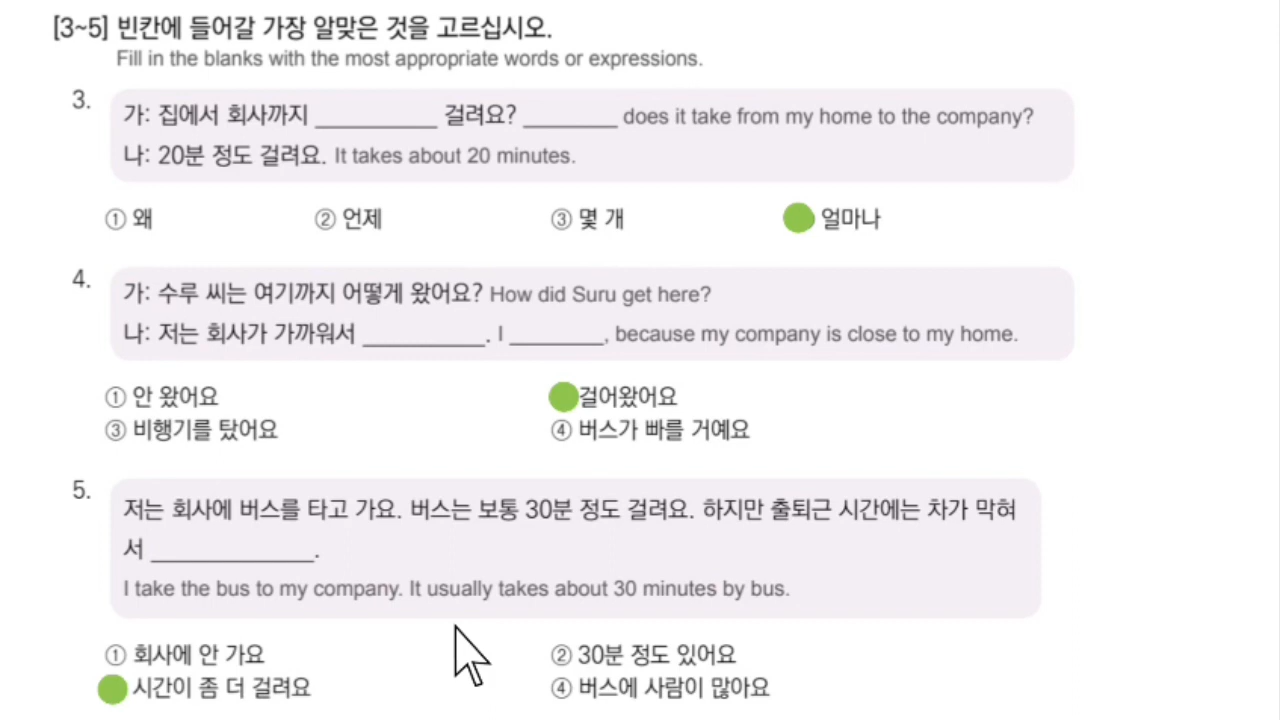 [3~5] 빈칸에 들어갈 가장 알맞은 것을 고르십시오.
Fill in the blanks with the most appropriate words or expressions.
3.
가: 집에서 회사까지 __________ 걸려요? ________ does it take from my home to the company?
나: 20분 정도 걸려요. It takes about 20 minutes.
① 왜 ② 언제 ③ 몇 개 얼마나
4.
가: 수루 씨는 여기까지 어떻게 왔어요? How did Suru get here?
나: 저는 회사가 가까워서 __________. I ________, because my company is close to my home.
① 안 왔어요 걸어왔어요
③ 비행기를 탔어요 ④ 버스가 빠를 거예요
5.
저는 회사에 버스를 타고 가요. 버스는 보통 30분 정도 걸려요. 하지만 출퇴근 시간에는 차가 막혀
서 ______________.
I take the bus to my company. It usually takes about 30 minutes by bus.
① 회사에 안 가요 ② 30분 정도 있어요
시간이 좀 더 걸려요 ④ 버스에 사람이 많아요